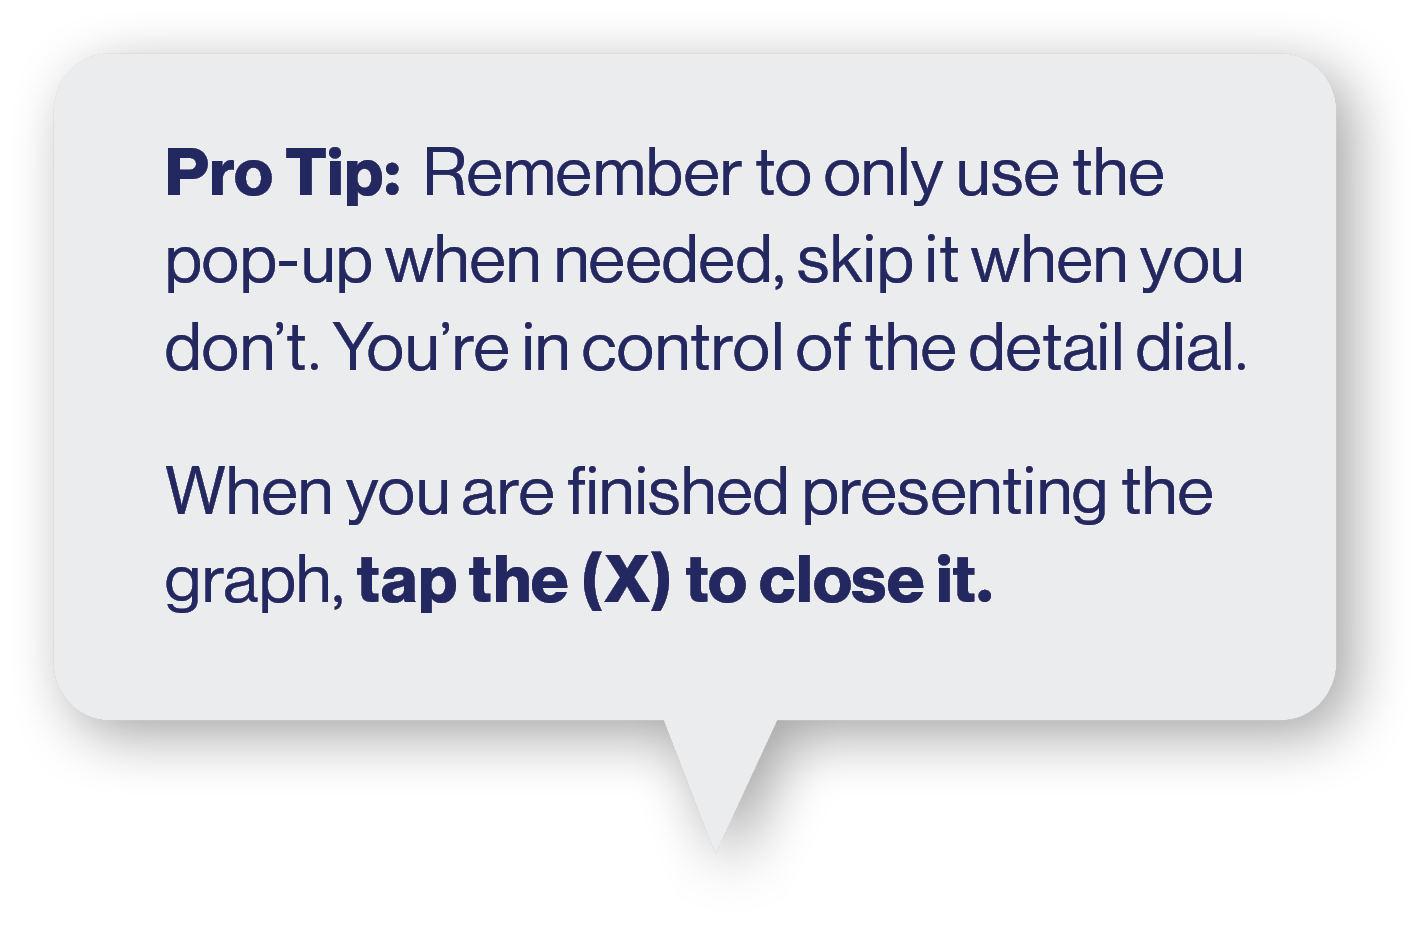 Pro Tip: Remember to only use the
pop-up when needed, skip it when you
don’t. You’re in control of the detail dial.
When you are finished presenting the
graph, tap the (X) to close it.